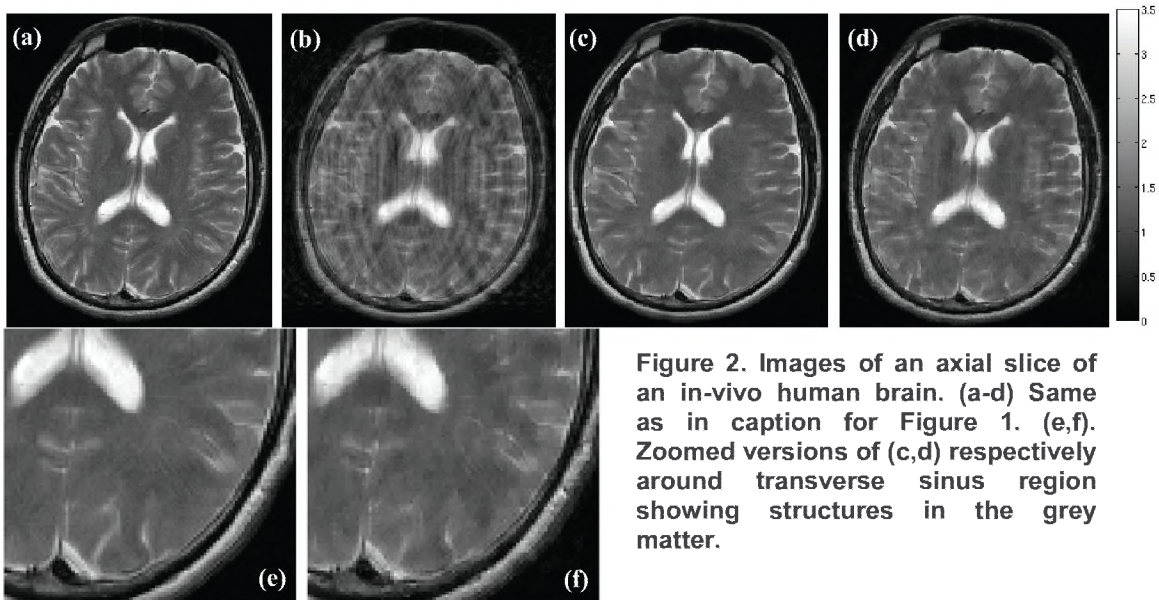 (a)
(b)
(c)
(d)
3.5
3
2.5
2
1.5
1
0.5
0
(e)
(f)
Figure 2. Images of an axial slice of
an in-vivo human brain. (a-d) Same
as in caption for Figure 1. (e,f).
Zoomed versions of (c,d) respectively
around transverse sinus region
showing structures in the grey
matter.